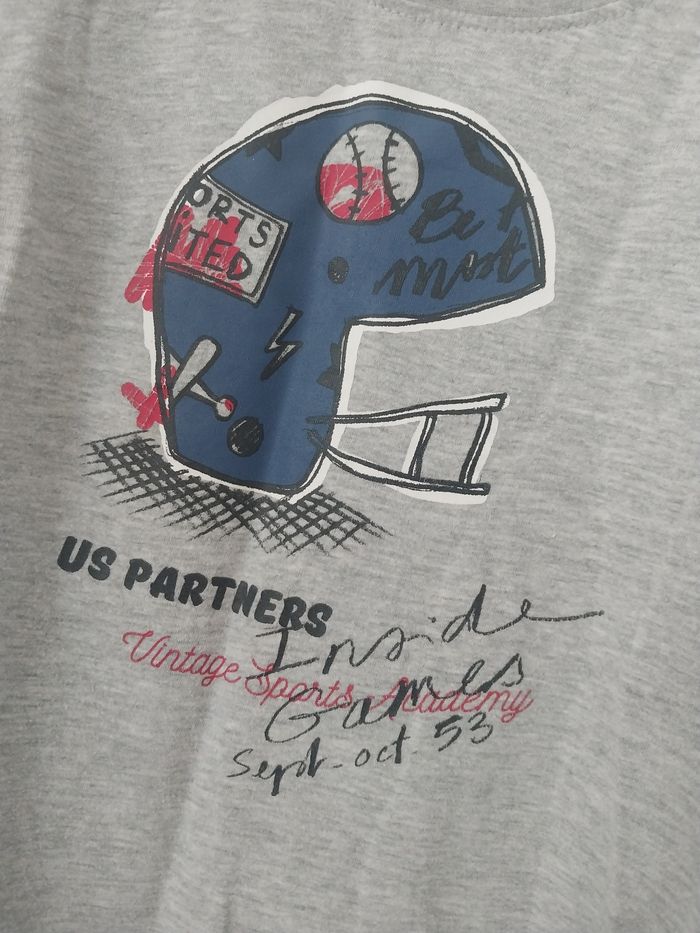 ORTS
ITED
Be t
most
US PARTNERS
Vintage Sports Academy
Inside
Games
Sept-oct. 53